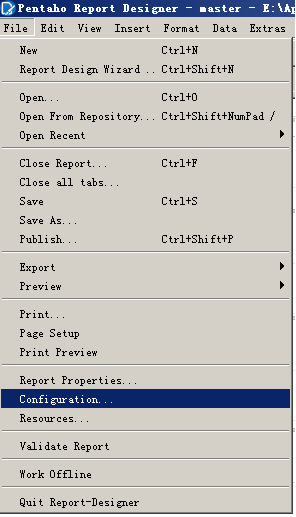 Pentaho Report Designer - master - E:\Ap
File Edit View Insert Format Data Extras
New Ctrl+N
Report Design Wizard .. Ctrl+Shift+N
Open... Ctrl+O
Open From Repository... Ctrl+Shift+NumPad /
Open Recent
Close Report... Ctrl+F
Close all tabs...
Save Ctrl+S
Save As...
Publish... Ctrl+Shift+P
Export
Preview
Print...
Page Setup
Print Preview
Report Properties...
Configuration...
Resources...
Validate Report
Work Offline
Quit Report-Designer